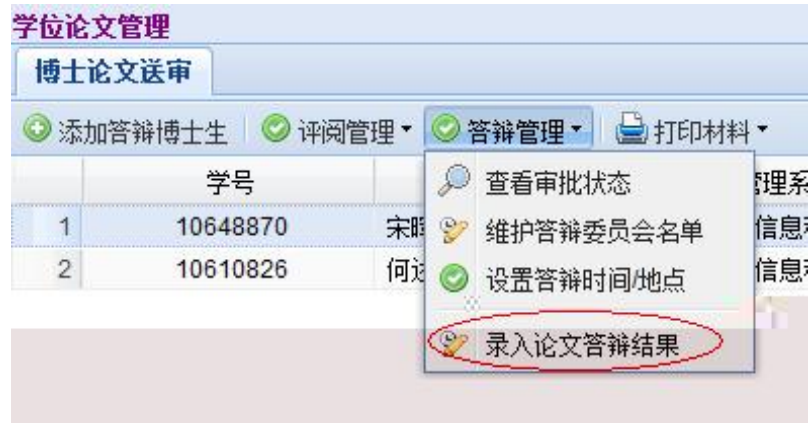 学位论文管理
博士论文送审
添加答辩博士生 评阅管理 答辩管理 打印材料
学号
查看审批状态
1 10648870 宋
维护答辩委员会名单 信息
2 10610826 何
设置答辩时间/地点 信息
录入论文答辩结果